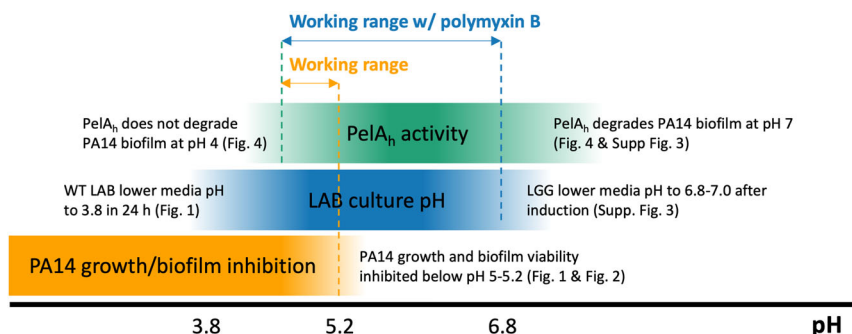 Working range w/ polymyxin B
Working range
PelAh does not degrade
PA14 biofilm at pH 4 (Fig. 4)
PelAh activity
PelAh degrades PA14 biofilm at pH 7
(Fig. 4 & Supp Fig. 3)
WT LAB lower media pH
to 3.8 in 24 h (Fig. 1)
LAB culture pH
LGG lower media pH to 6.8-7.0 after
induction (Supp. Fig. 3)
PA14 growth/biofilm inhibition
PA14 growth and biofilm viability
inhibited below pH 5-5.2 (Fig. 1 & Fig. 2)
3.8 5.2 6.8 pH